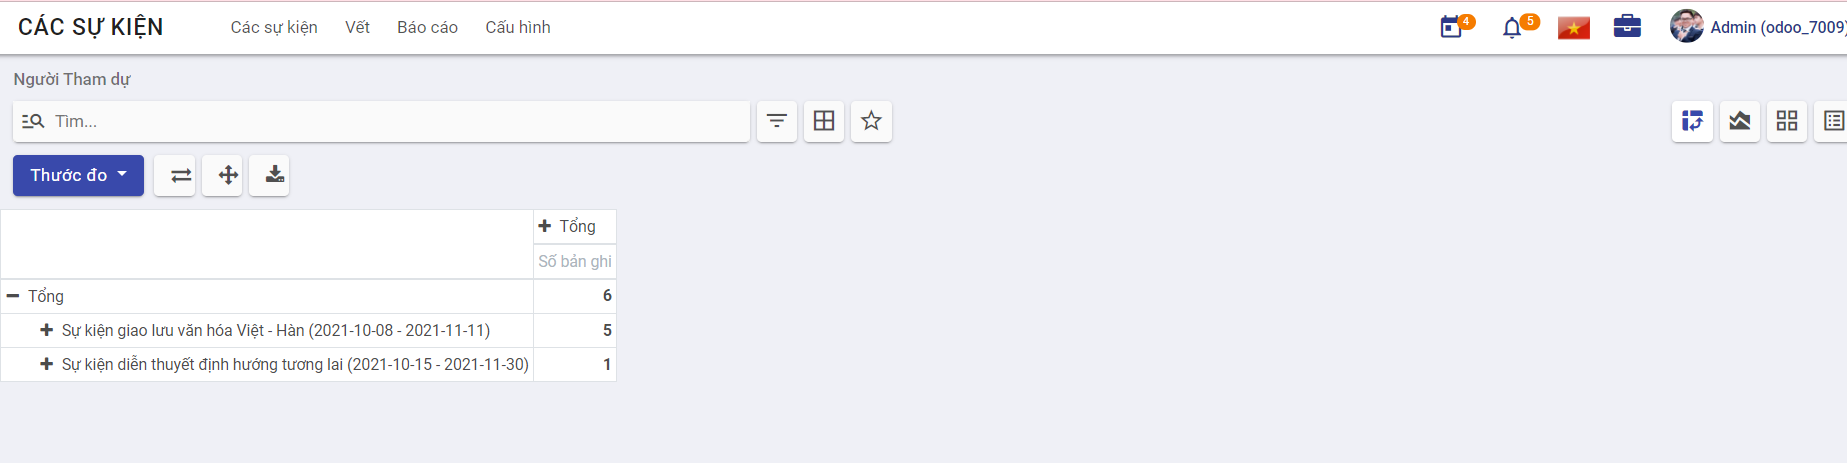 CÁC SỰ KIỆN Các sự kiện Vết Báo cáo Cấu hình 4 5 Admin (odoo_7009)
Người Tham dự
Tìm...
Thước đo
Tổng
Số bản ghi
Tổng 6
Sự kiện giao lưu văn hóa Việt - Hàn (2021-10-08 - 2021-11-11) 5
Sự kiện diễn thuyết định hướng tương lai (2021-10-15 - 2021-11-30) 1